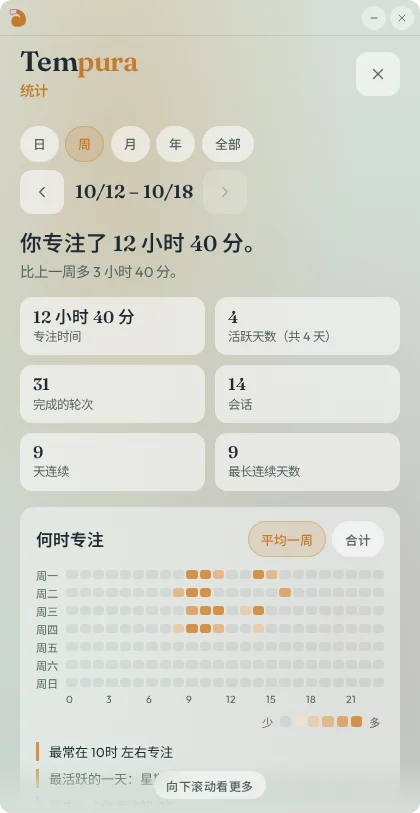 Tempura
统计
日 周 月 年 全部
10/12 – 10/18
你专注了 12 小时 40 分。
比上一周多 3 小时 40 分。
12 小时 40 分
专注时间
4
活跃天数（共 4 天）
31
完成的轮次
14
会话
9
天连续
9
最长连续天数
何时专注
平均一周 合计
周一
周二
周三
周四
周五
周六
周日
0 3 6 9 12 15 18 21
少 多
最常在 10时 左右专注
最活跃的一天：星
向下滚动看更多